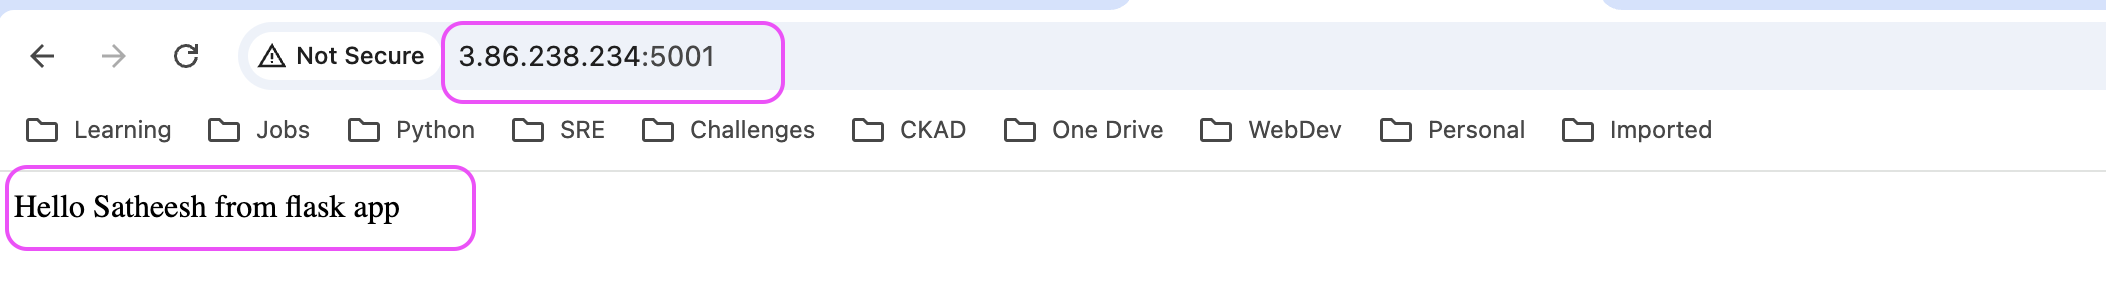 Not Secure 3.86.238.234:5001
Learning Jobs Python SRE Challenges CKAD One Drive WebDev Personal Imported
Hello Satheesh from flask app